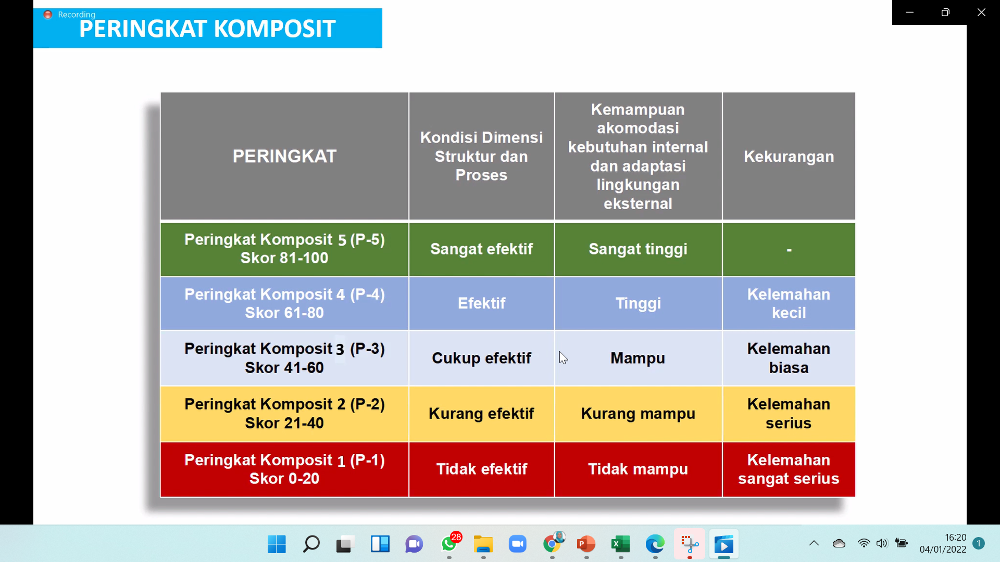 Recording
PERINGKAT KOMPOSIT
PERINGKAT
Kondisi Dimensi
Struktur dan
Proses
Kemampuan
akomodasi
kebutuhan internal
dan adaptasi
lingkungan
eksternal
Kekurangan
Peringkat Komposit 5 (P-5)
Skor 81-100
Sangat efektif
Sangat tinggi
-
Peringkat Komposit 4 (P-4)
Skor 61-80
Efektif
Tinggi
Kelemahan
kecil
Peringkat Komposit 3 (P-3)
Skor 41-60
Cukup efektif
Mampu
Kelemahan
biasa
Peringkat Komposit 2 (P-2)
Skor 21-40
Kurang efektif
Kurang mampu
Kelemahan
serius
Peringkat Komposit 1 (P-1)
Skor 0-20
Tidak efektif
Tidak mampu
Kelemahan
sangat serius
28
16:20
04/01/2022
1